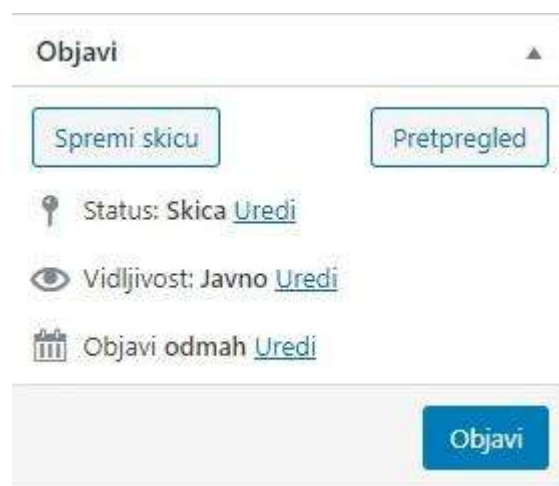 Objavi
Spremi skicu Pretpregled
Status: Skica Uredi
Vidljivost: Javno Uredi
Objavi odmah Uredi
Objavi